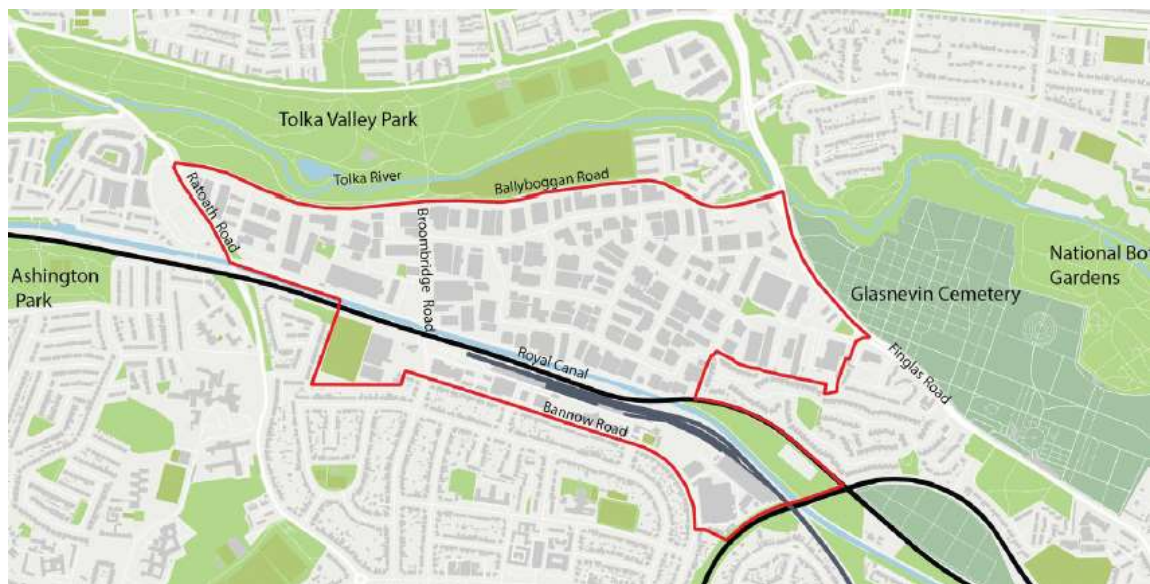 Tolka Valley Park
Tolka River
Ballyboggan Road
Ratoath Road
Broombridge Road
Ashington
Park
National Bot
Gardens
Glasnevin Cemetery
Royal Canal
Finglas Road
Bannow Road